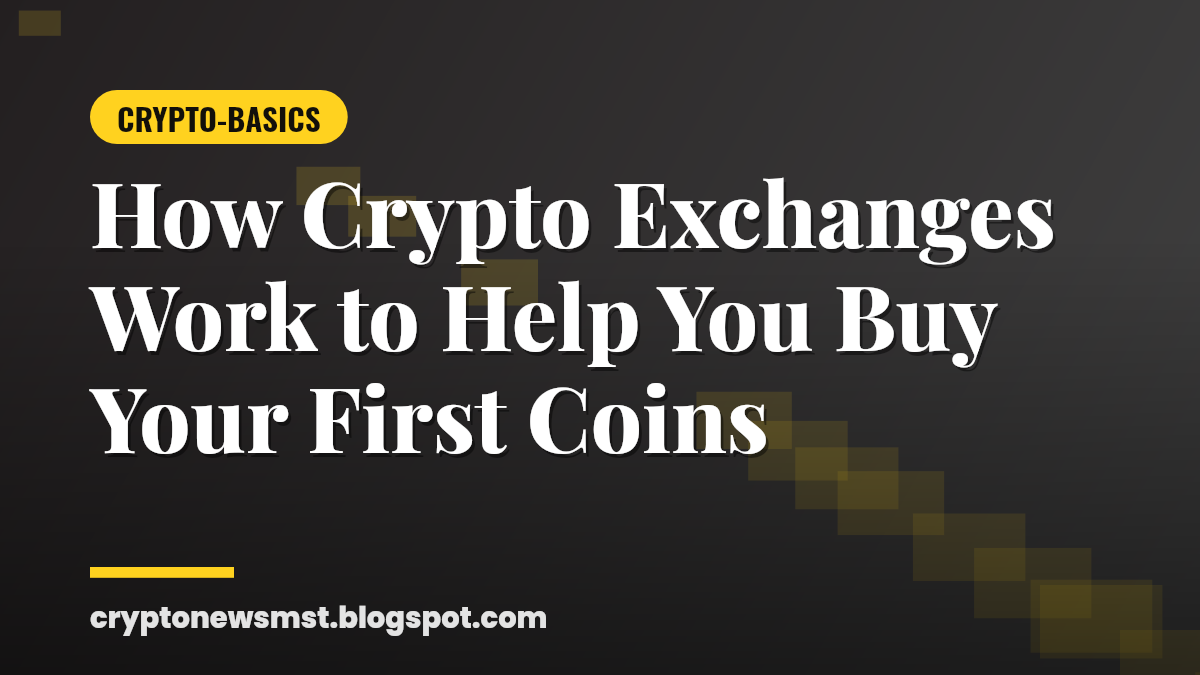 CRYPTO-BASICS
How Crypto Exchanges
Work to Help You Buy
Your First Coins
cryptonewsmst.blogspot.com